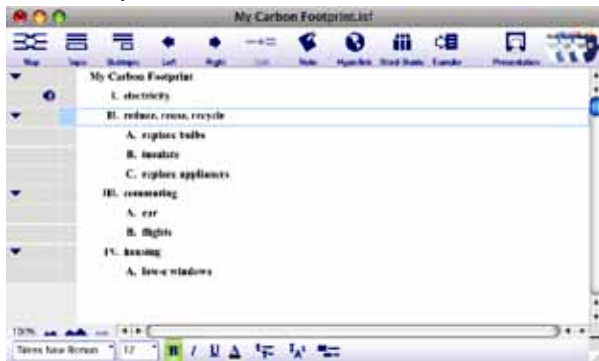 My Carbon Footprint.isf
Map Topic Subtopic Left Right Link Note Hyperlink Word Guide Transfer Presentation
My Carbon Footprint
I. electricity
II. reduce, reuse, recycle
A. replace bulbs
B. insulate
C. replace appliances
III. commuting
A. car
B. flights
IV. housing
A. low-e windows
100%
Times New Roman 12 B I U A